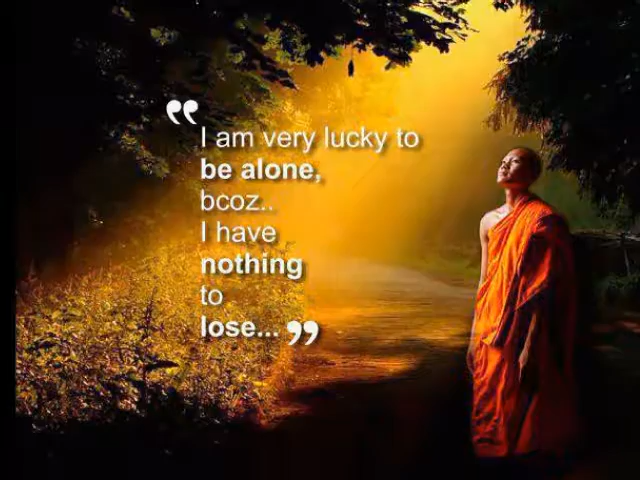 “I am very lucky to
be alone,
bcoz..
I have
nothing
to
lose...”